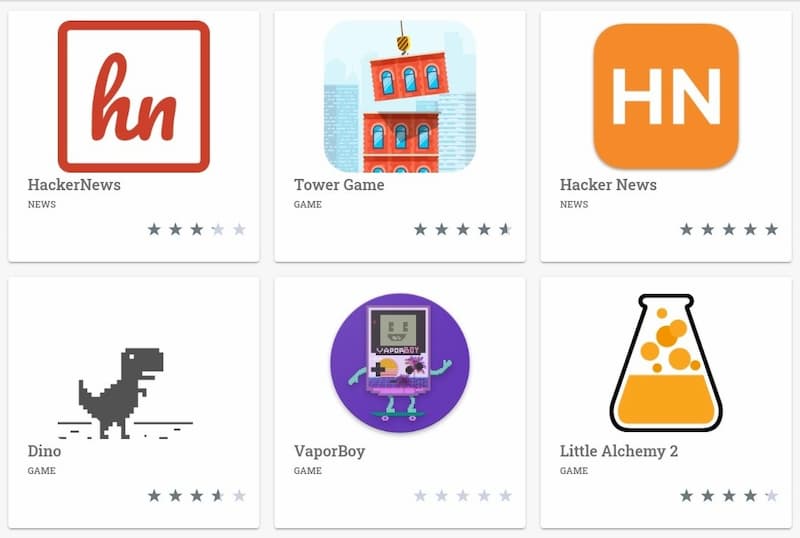 hn
HackerNews
NEWS
Tower Game
GAME
HN
Hacker News
NEWS
Dino
GAME
VAPORBOY
VaporBoy
GAME
Little Alchemy 2
GAME